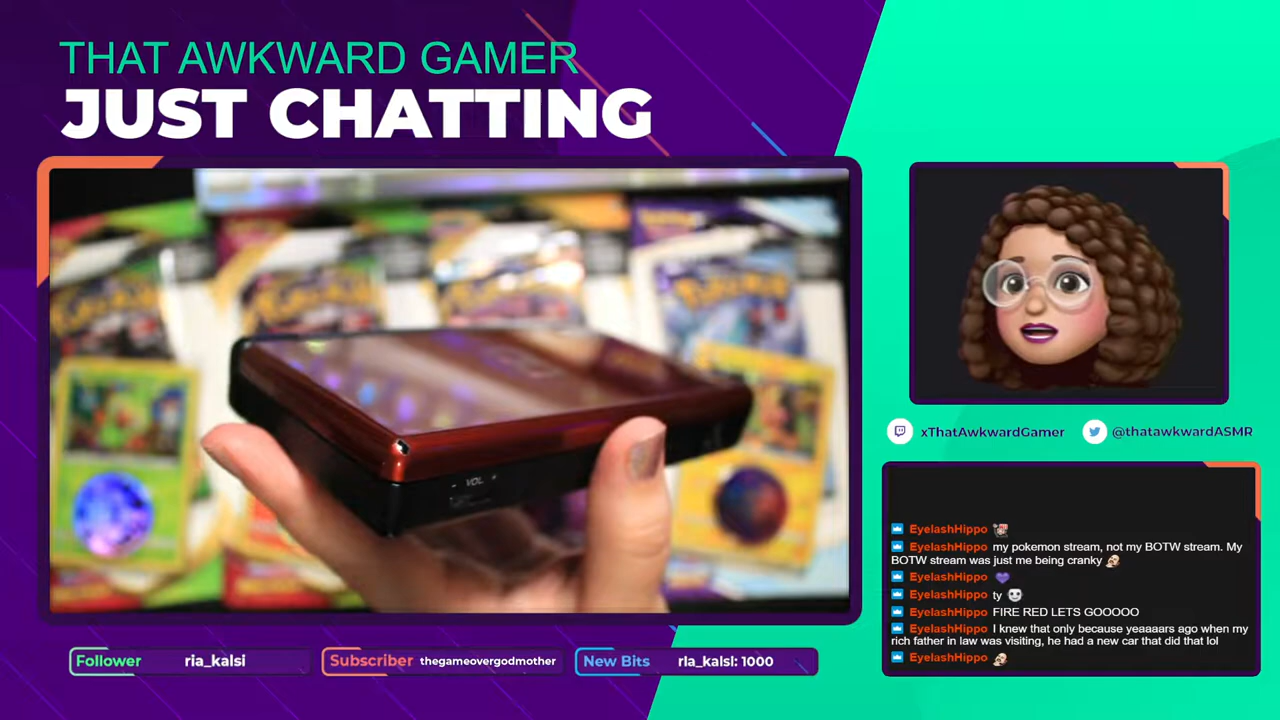 THAT AWKWARD GAMER
JUST CHATTING
Pokémon
VOL
xThatAwkwardGamer
@thatawkwardASMR
EyelashHippo
EyelashHippo my pokemon stream, not my BOTW stream. My
BOTW stream was just me being cranky
EyelashHippo
EyelashHippo ty
EyelashHippo FIRE RED LETS GOOOOO
EyelashHippo I knew that only because yeaaaars ago when my
rich father in law was visiting, he had a new car that did that lol
EyelashHippo
Follower ria_kalsi
Subscriber thegameovergodmother
New Bits ria_kalsi: 1000